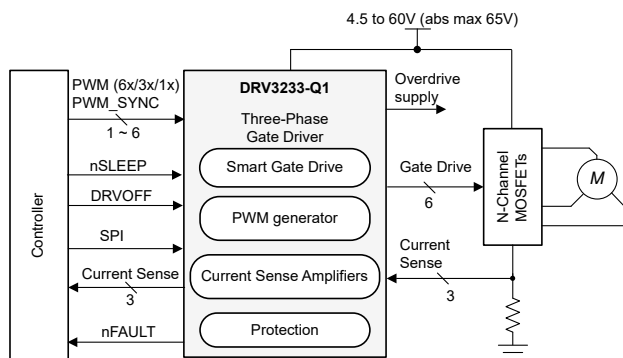 4.5 to 60V (abs max 65V)
PWM (6x/3x/1x)
PWM_SYNC
1 ~ 6
nSLEEP
DRVOFF
SPI
Current Sense
3
nFAULT
Controller
DRV3233-Q1
Three-Phase
Gate Driver
Smart Gate Drive
PWM generator
Current Sense Amplifiers
Protection
Overdrive
supply
Gate Drive
6
Current
Sense
3
N-Channel
MOSFETs
M